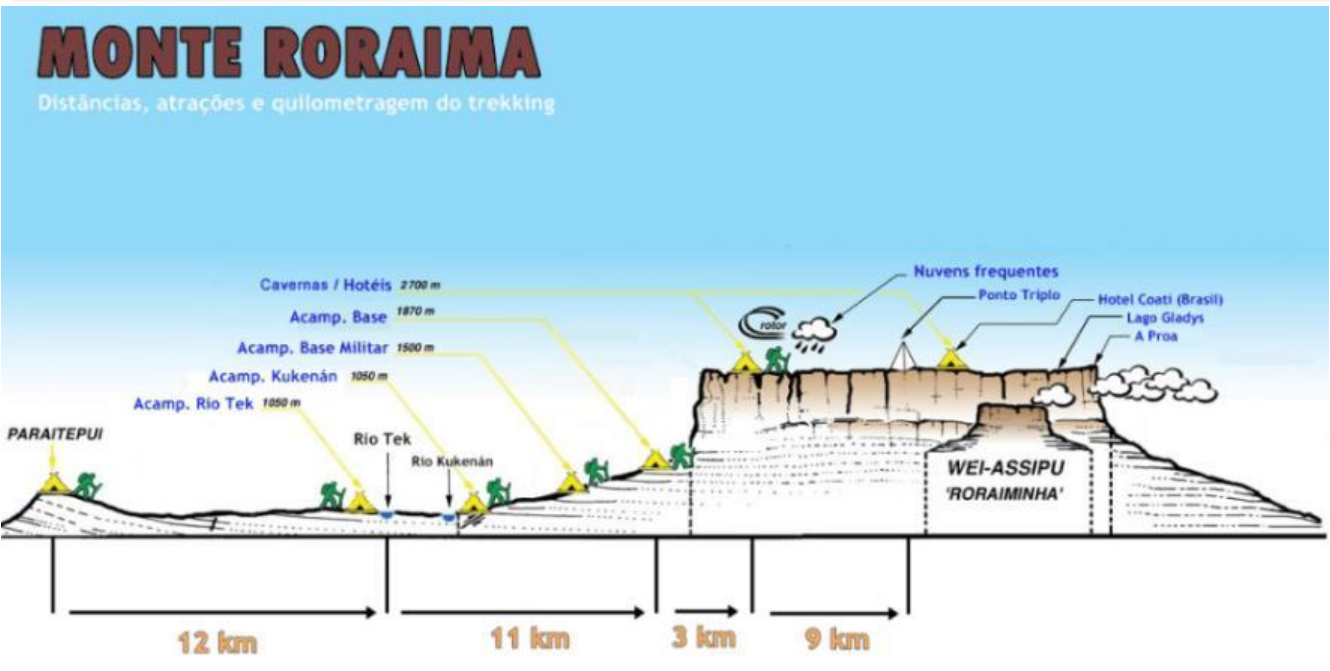 MONTE RORAIMA
Distâncias, atrações e quilometragem do trekking
Nuvens frequentes
Cavernas / Hotéis 2700 m
Ponto Triplo
Hotel Coati (Brasil)
Acamp. Base 1870 m
Lago Gladys
rotor
A Proa
Acamp. Base Militar 1500 m
Acamp. Kukenán 1050 m
Acamp. Rio Tek 1050 m
PARAITEPUI
Río Tek
Rio Kukenán
WEI-ASSIPU
'RORAIMINHA'
12 km
11 km
3 km
9 km